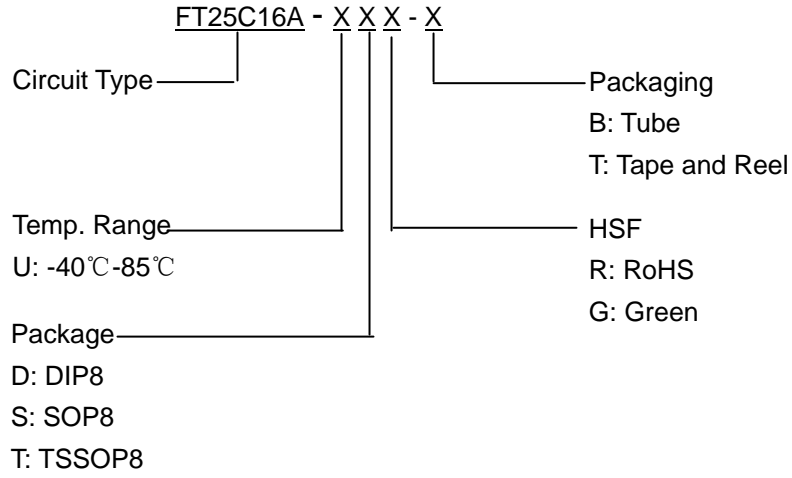 FT25C16A - X X X - X
Circuit Type
Packaging
B: Tube
T: Tape and Reel
Temp. Range
U: -40℃-85℃
HSF
R: RoHS
G: Green
Package
D: DIP8
S: SOP8
T: TSSOP8